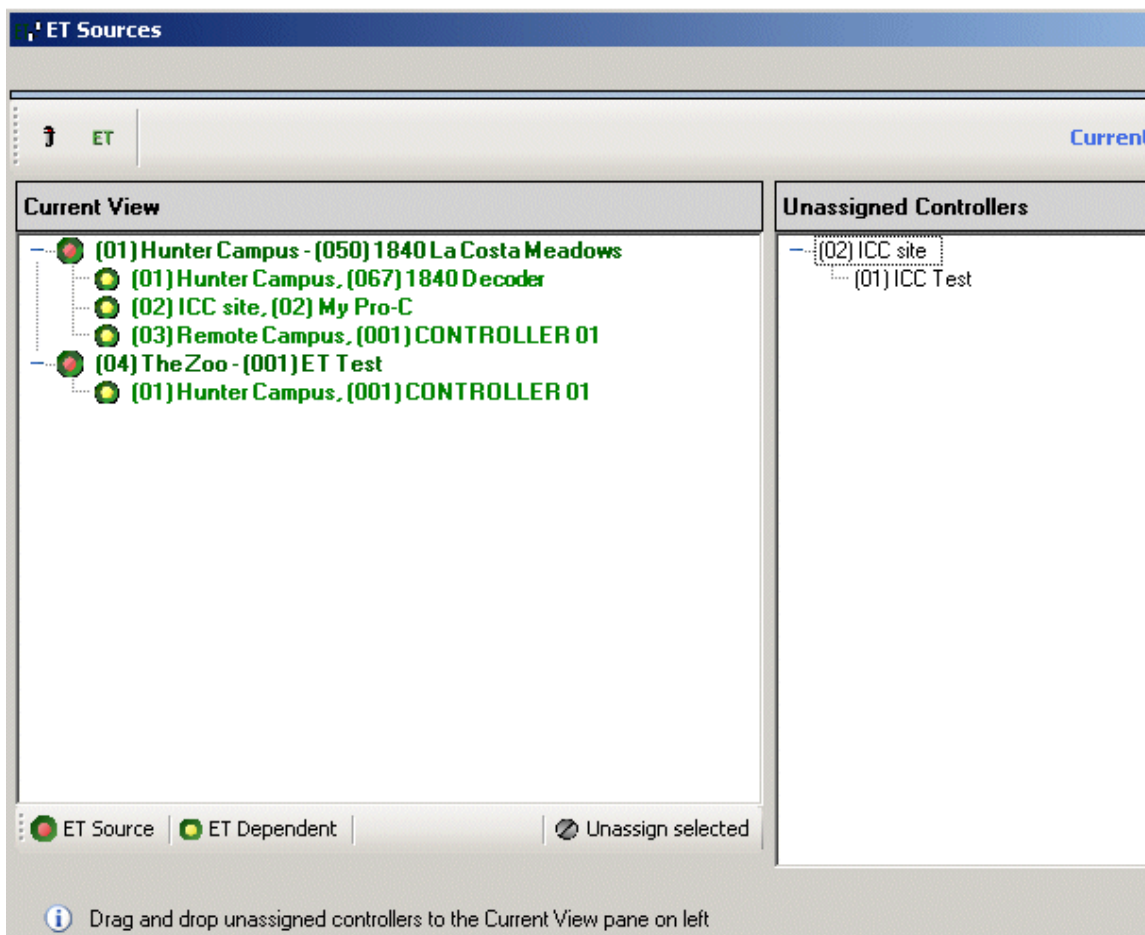 ET Sources
ET
Current
Current View
(01) Hunter Campus - (050) 1840 La Costa Meadows
(01) Hunter Campus, (067) 1840 Decoder
(02) ICC site, (02) My Pro-C
(03) Remote Campus, (001) CONTROLLER 01
(04) The Zoo - (001) ET Test
(01) Hunter Campus, (001) CONTROLLER 01
ET Source
ET Dependent
Unassign selected
Unassigned Controllers
(02) ICC site
(01) ICC Test
Drag and drop unassigned controllers to the Current View pane on left